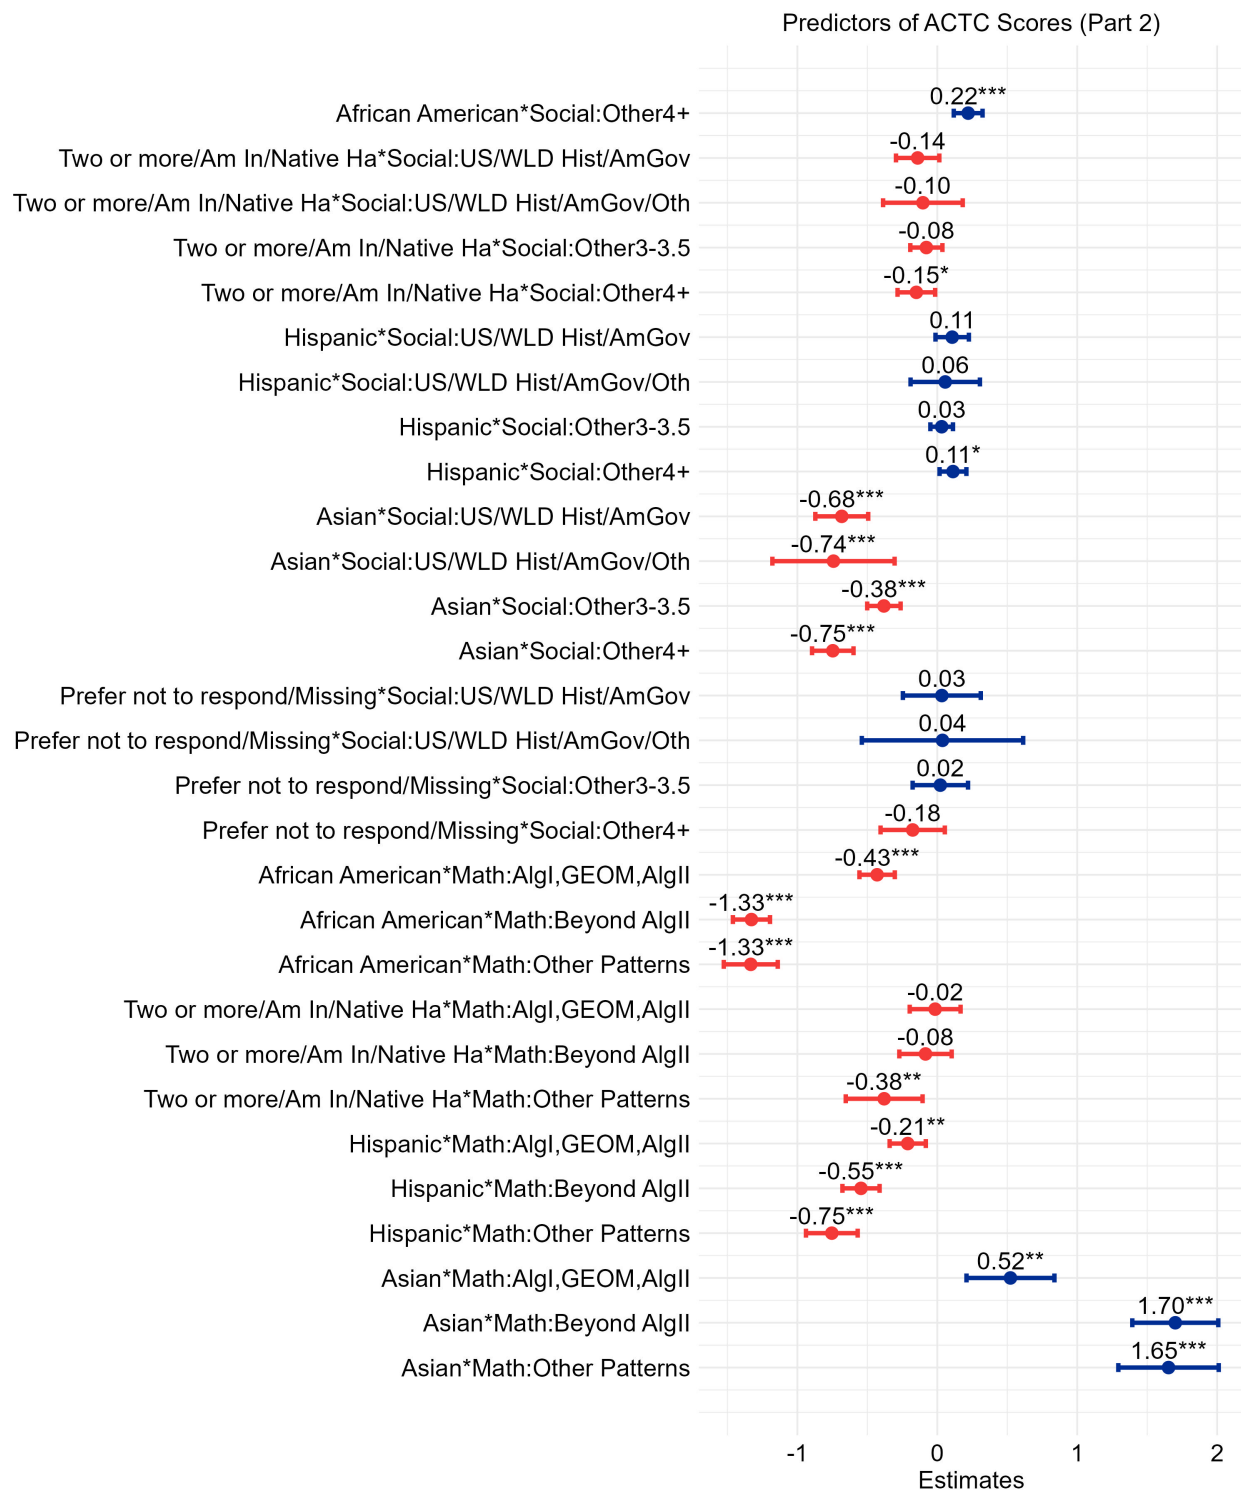 Predictors of ACTC Scores (Part 2)
African American*Social:Other4+ 0.22***
Two or more/Am In/Native Ha*Social:US/WLD Hist/AmGov -0.14
Two or more/Am In/Native Ha*Social:US/WLD Hist/AmGov/Oth -0.10
Two or more/Am In/Native Ha*Social:Other3-3.5 -0.08
Two or more/Am In/Native Ha*Social:Other4+ -0.15*
Hispanic*Social:US/WLD Hist/AmGov 0.11
Hispanic*Social:US/WLD Hist/AmGov/Oth 0.06
Hispanic*Social:Other3-3.5 0.03
Hispanic*Social:Other4+ 0.11*
Asian*Social:US/WLD Hist/AmGov -0.68***
Asian*Social:US/WLD Hist/AmGov/Oth -0.74***
Asian*Social:Other3-3.5 -0.38***
Asian*Social:Other4+ -0.75***
Prefer not to respond/Missing*Social:US/WLD Hist/AmGov 0.03
Prefer not to respond/Missing*Social:US/WLD Hist/AmGov/Oth 0.04
Prefer not to respond/Missing*Social:Other3-3.5 0.02
Prefer not to respond/Missing*Social:Other4+ -0.18
African American*Math:AlgI,GEOM,AlgII -0.43***
African American*Math:Beyond AlgII -1.33***
African American*Math:Other Patterns -1.33***
Two or more/Am In/Native Ha*Math:AlgI,GEOM,AlgII -0.02
Two or more/Am In/Native Ha*Math:Beyond AlgII -0.08
Two or more/Am In/Native Ha*Math:Other Patterns -0.38**
Hispanic*Math:AlgI,GEOM,AlgII -0.21**
Hispanic*Math:Beyond AlgII -0.55***
Hispanic*Math:Other Patterns -0.75***
Asian*Math:AlgI,GEOM,AlgII 0.52**
Asian*Math:Beyond AlgII 1.70***
Asian*Math:Other Patterns 1.65***
-1 0 1 2
Estimates